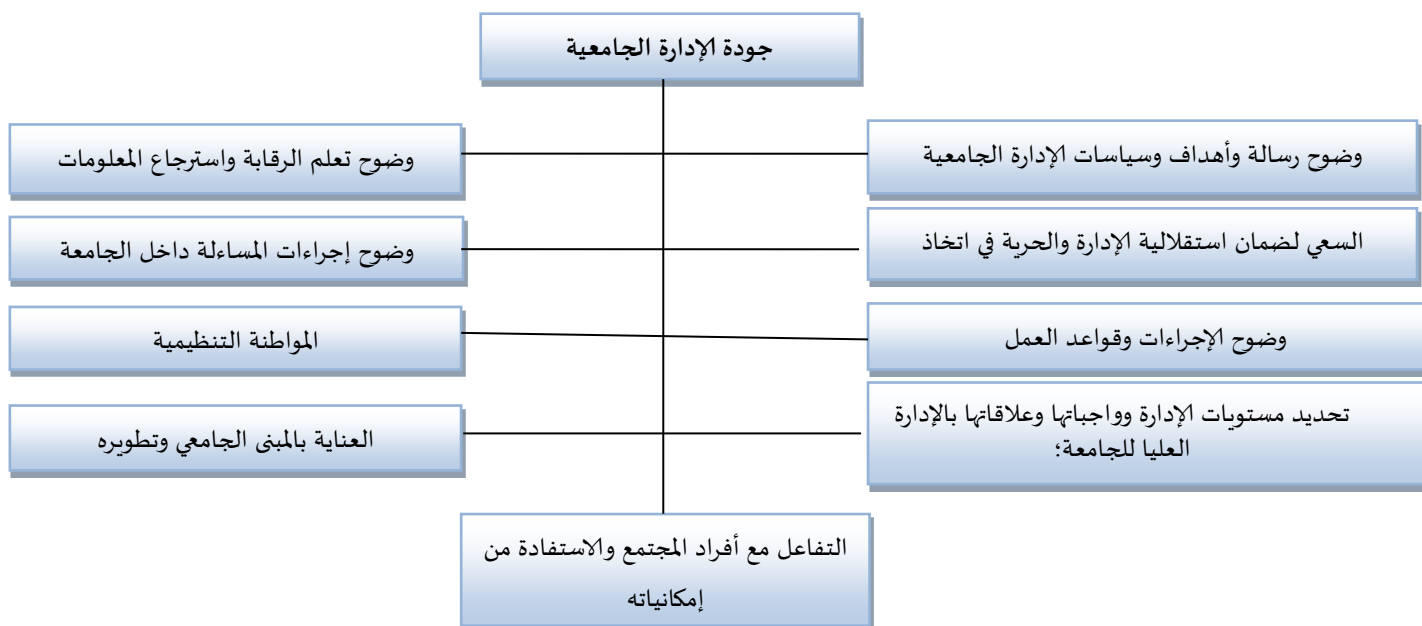 جودة الإدارة الجامعية
وضوح رسالة وأهداف وسياسات الإدارة الجامعية
وضوح تعلم الرقابة واسترجاع المعلومات
السعي لضمان استقلالية الإدارة والحرية في اتخاذ
وضوح إجراءات المساءلة داخل الجامعة
وضوح الإجراءات وقواعد العمل
المواطنة التنظيمية
تحديد مستويات الإدارة وواجباتها وعلاقاتها بالإدارة
العليا للجامعة؛
العناية بالمبنى الجامعي وتطويره
التفاعل مع أفراد المجتمع والاستفادة من
إمكانياته